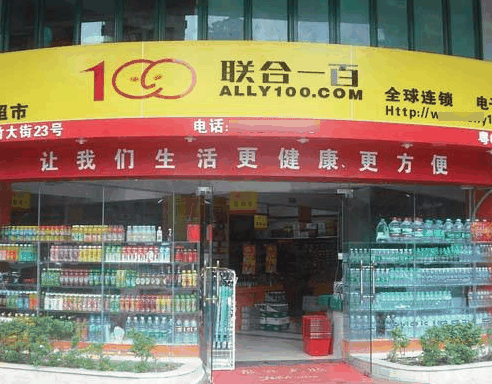 100
联合一百
ALLY100.COM
超市
全球连锁
Http://w
大街23号
电话:
粤
让我们生活更健康、更方便